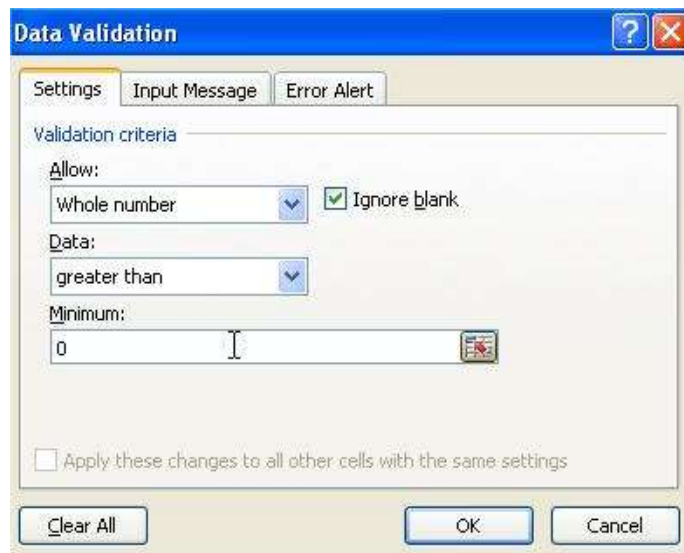 Data Validation
Settings Input Message Error Alert
Validation criteria
Allow:
Whole number Ignore blank
Data:
greater than
Minimum:
0
Apply these changes to all other cells with the same settings
Clear All OK Cancel